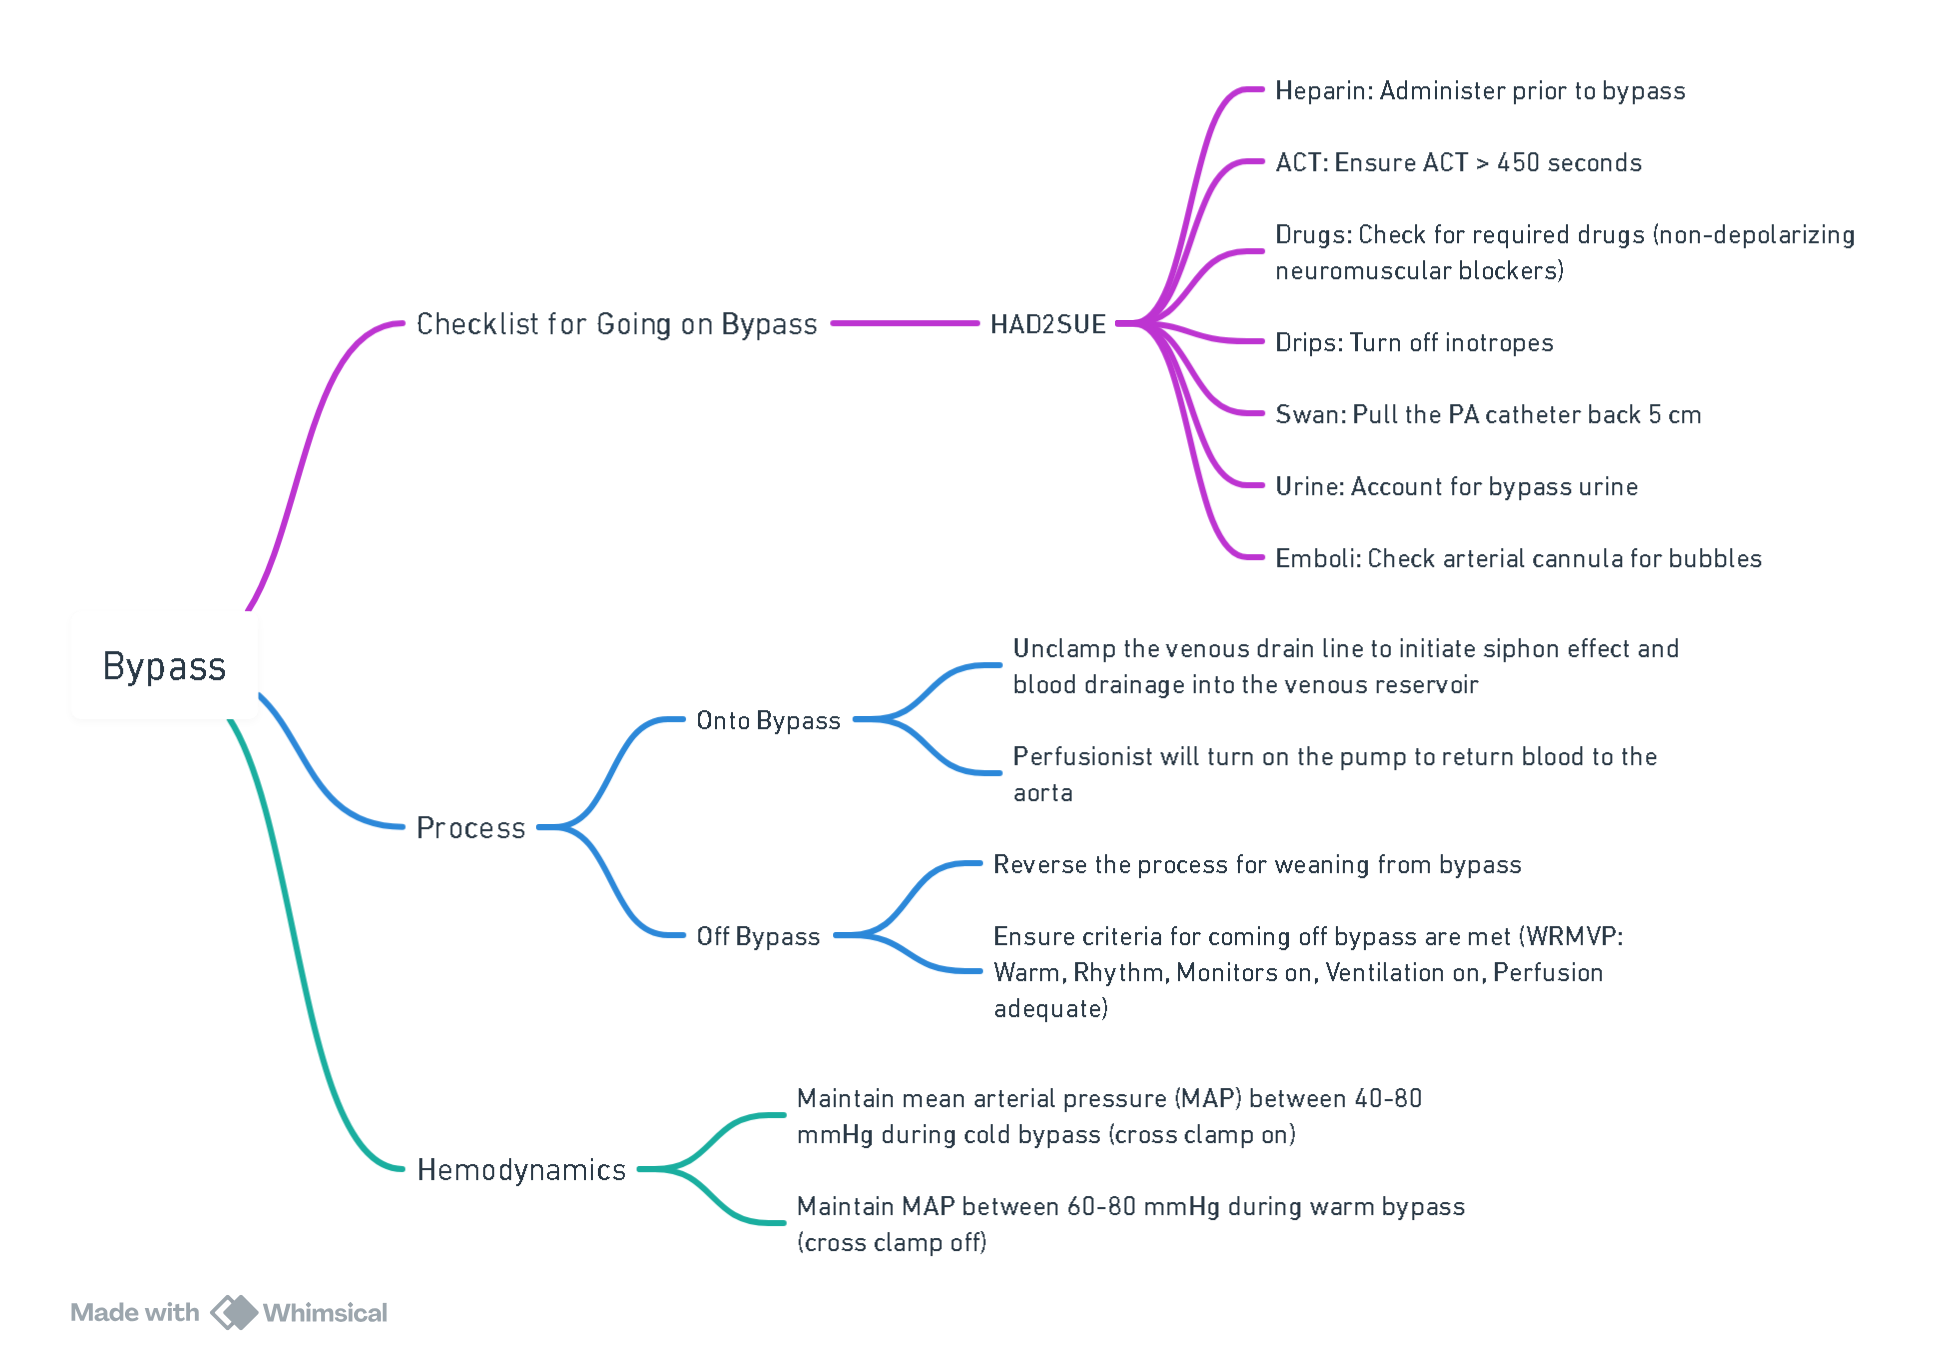 Bypass
Checklist for Going on Bypass
HAD2SUE
Heparin: Administer prior to bypass
ACT: Ensure ACT > 450 seconds
Drugs: Check for required drugs (non-depolarizing
neuromuscular blockers)
Drips: Turn off inotropes
Swan: Pull the PA catheter back 5 cm
Urine: Account for bypass urine
Emboli: Check arterial cannula for bubbles
Process
Onto Bypass
Unclamp the venous drain line to initiate siphon effect and
blood drainage into the venous reservoir
Perfusionist will turn on the pump to return blood to the
aorta
Off Bypass
Reverse the process for weaning from bypass
Ensure criteria for coming off bypass are met (WRMVP:
Warm, Rhythm, Monitors on, Ventilation on, Perfusion
adequate)
Hemodynamics
Maintain mean arterial pressure (MAP) between 40-80
mmHg during cold bypass (cross clamp on)
Maintain MAP between 60-80 mmHg during warm bypass
(cross clamp off)
Made with Whimsical